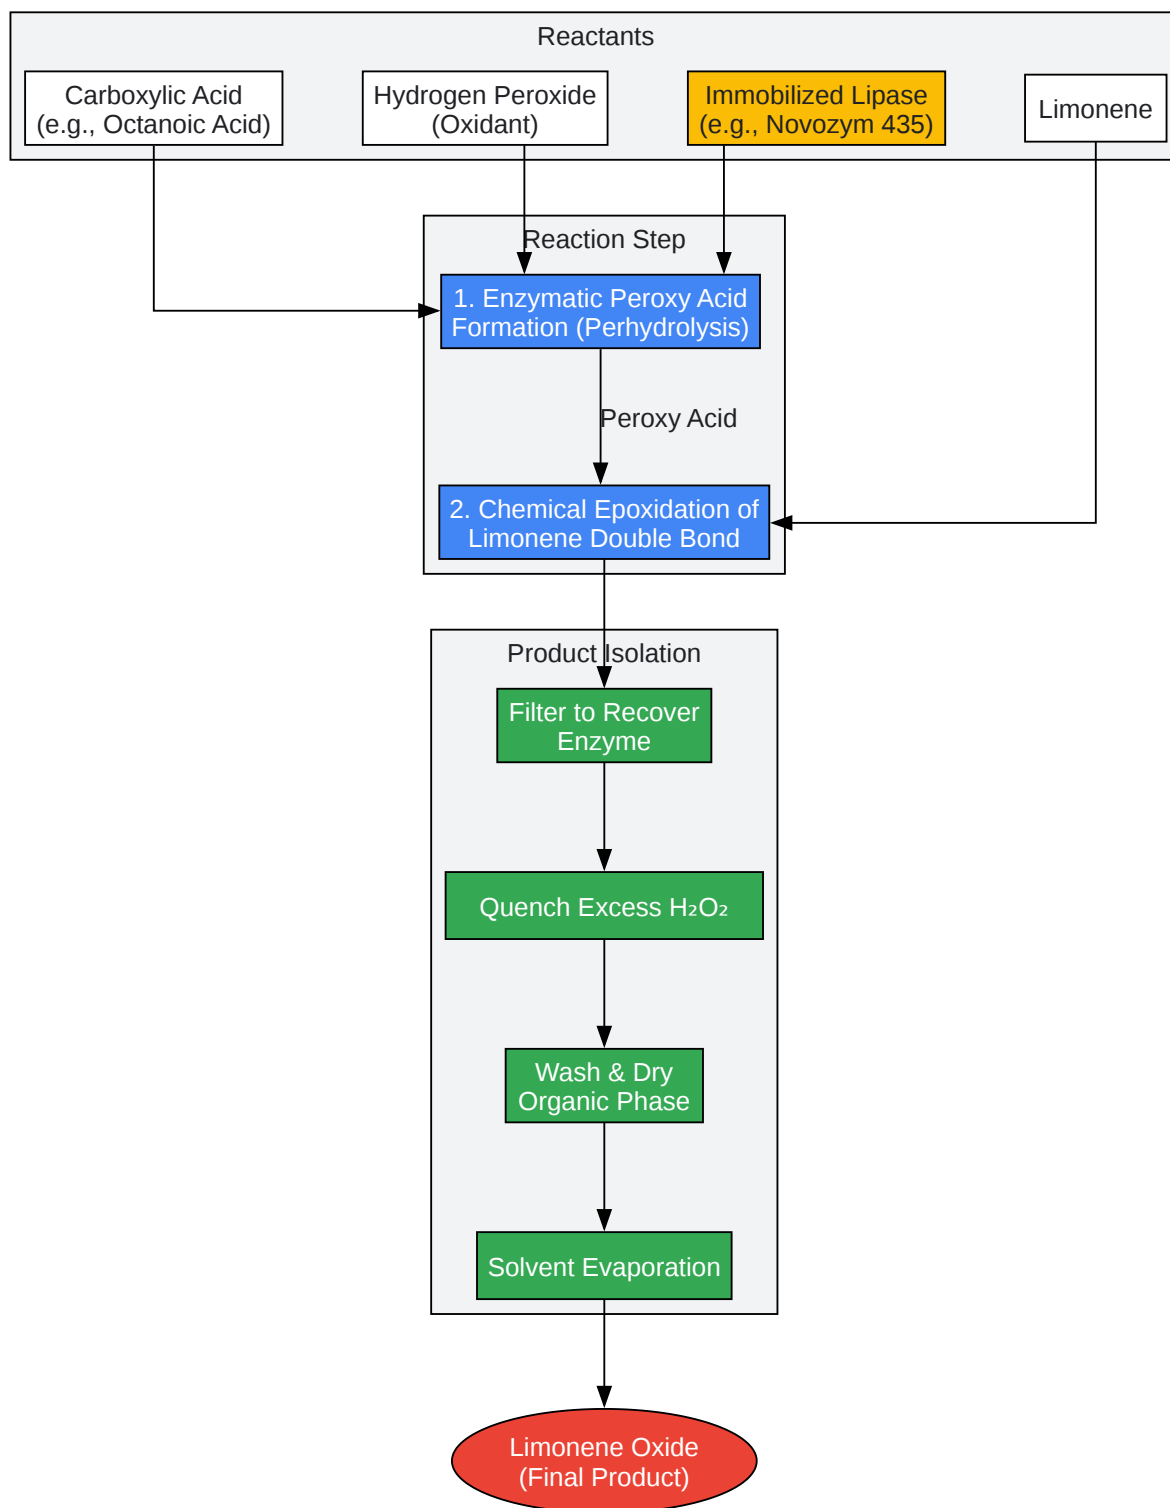 Reactants
Carboxylic Acid
(e.g., Octanoic Acid)
Hydrogen Peroxide
(Oxidant)
Immobilized Lipase
(e.g., Novozym 435)
Limonene
Reaction Step
1. Enzymatic Peroxy Acid
Formation (Perhydrolysis)
Peroxy Acid
2. Chemical Epoxidation of
Limonene Double Bond
Product Isolation
Filter to Recover
Enzyme
Quench Excess H₂O₂
Wash & Dry
Organic Phase
Solvent Evaporation
Limonene Oxide
(Final Product)